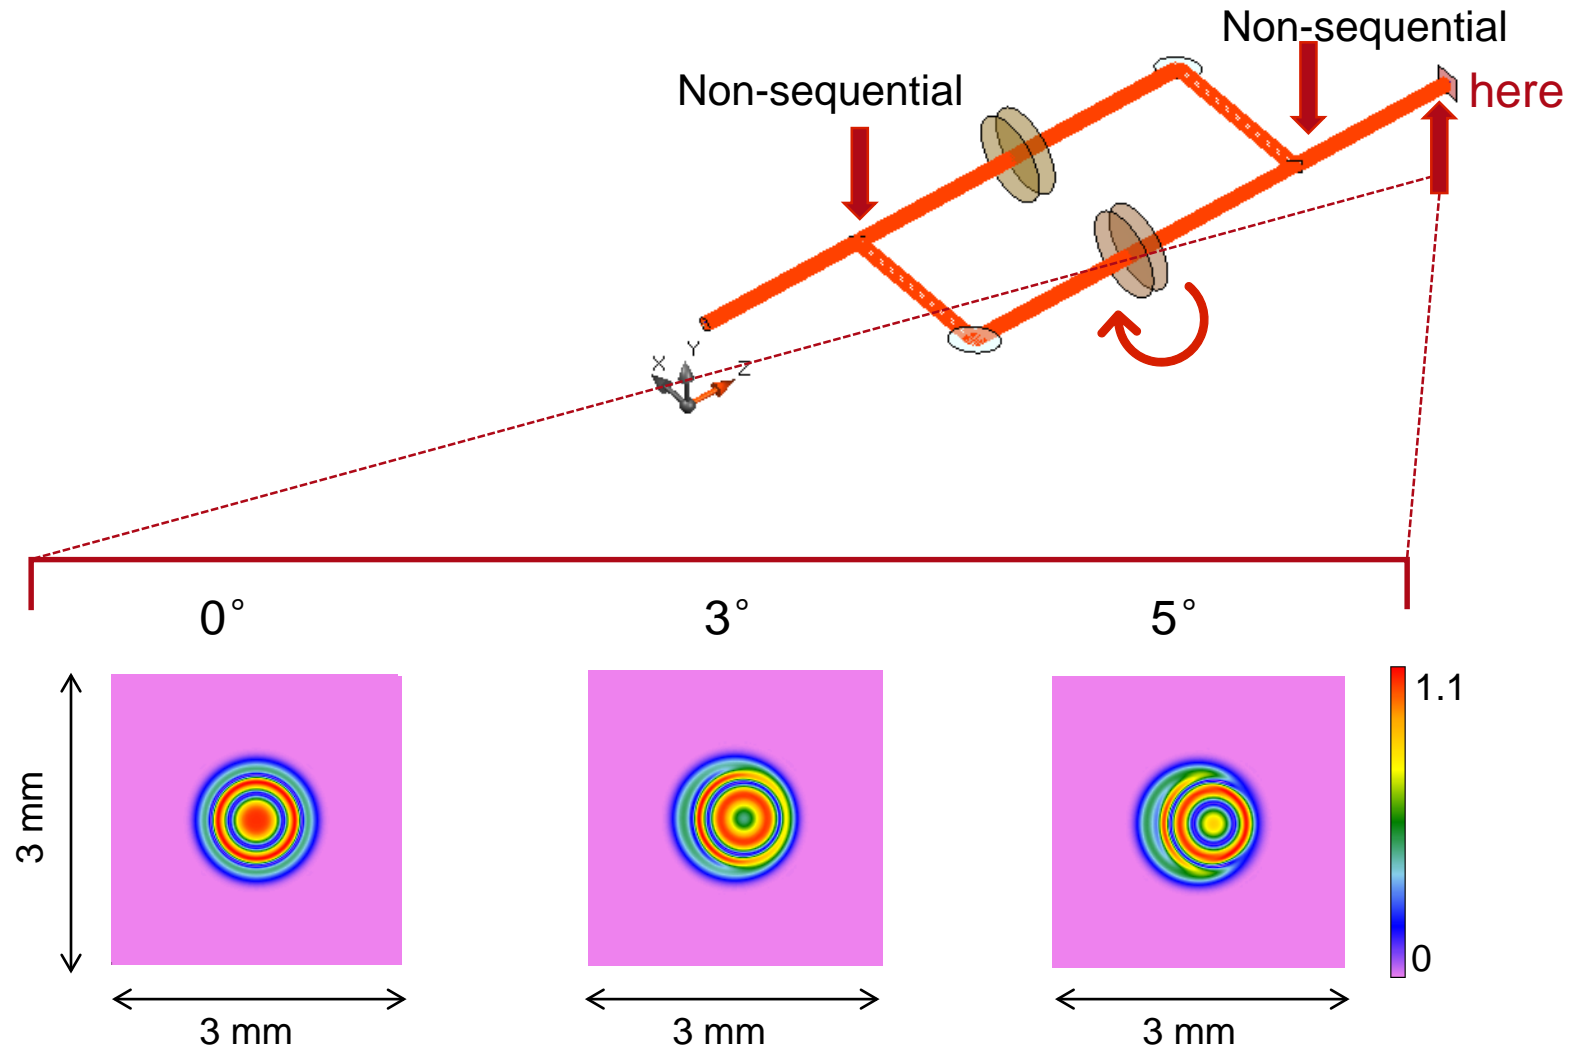 Non-sequential
Non-sequential
here
X
Y
Z
0°
3°
5°
3 mm
1.1
0
3 mm
3 mm
3 mm